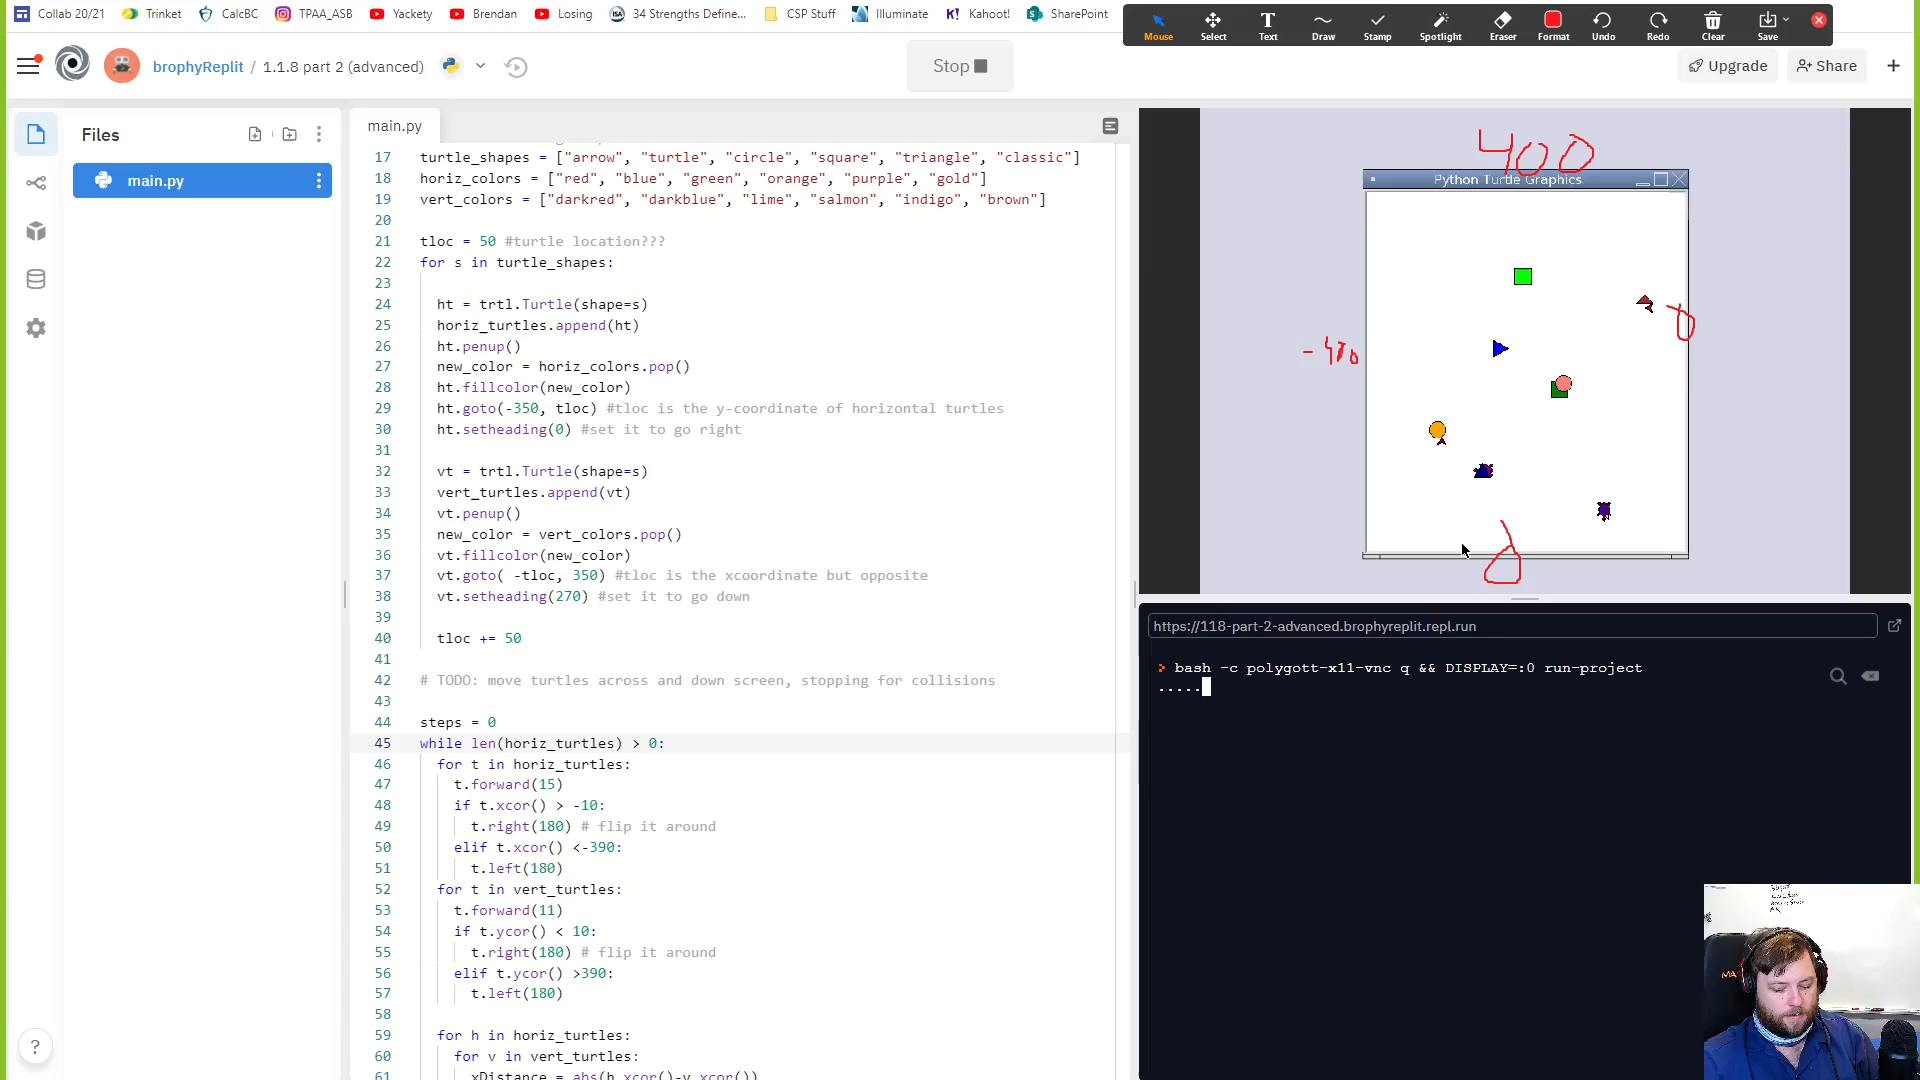 Collab 20/21 Trinket CalcBC TPAA_ASB Yackety Brendan Losing 34 Strengths Define... CSP Stuff Illuminate Kahoot! SharePoint
Mouse Select Text Draw Stamp Spotlight Eraser Format Undo Redo Clear Save
brophyReplit / 1.1.8 part 2 (advanced)
Stop
Upgrade
Share
Files
main.py
main.py
17 turtle_shapes = ["arrow", "turtle", "circle", "square", "triangle", "classic"]
18 horiz_colors = ["red", "blue", "green", "orange", "purple", "gold"]
19 vert_colors = ["darkred", "darkblue", "lime", "salmon", "indigo", "brown"]
20
21 tloc = 50 #turtle location???
22 for s in turtle_shapes:
23
24 ht = trtl.Turtle(shape=s)
25 horiz_turtles.append(ht)
26 ht.penup()
27 new_color = horiz_colors.pop()
28 ht.fillcolor(new_color)
29 ht.goto(-350, tloc) #tloc is the y-coordinate of horizontal turtles
30 ht.setheading(0) #set it to go right
31
32 vt = trtl.Turtle(shape=s)
33 vert_turtles.append(vt)
34 vt.penup()
35 new_color = vert_colors.pop()
36 vt.fillcolor(new_color)
37 vt.goto( -tloc, 350) #tloc is the xcoordinate but opposite
38 vt.setheading(270) #set it to go down
39
40 tloc += 50
41
42 # TODO: move turtles across and down screen, stopping for collisions
43
44 steps = 0
45 while len(horiz_turtles) > 0:
46 for t in horiz_turtles:
47 t.forward(15)
48 if t.xcor() > -10:
49 t.right(180) # flip it around
50 elif t.xcor() <-390:
51 t.left(180)
52 for t in vert_turtles:
53 t.forward(11)
54 if t.ycor() < 10:
55 t.right(180) # flip it around
56 elif t.ycor() >390:
57 t.left(180)
58
59 for h in horiz_turtles:
60 for v in vert_turtles:
61 xDistance = abs(h.xcor()-v.xcor())
400
Python Turtle Graphics
0
-400
0
https://118-part-2-advanced.brophyreplit.repl.run
> bash -c polygott-x11-vnc q && DISPLAY=:0 run-project
.....
?